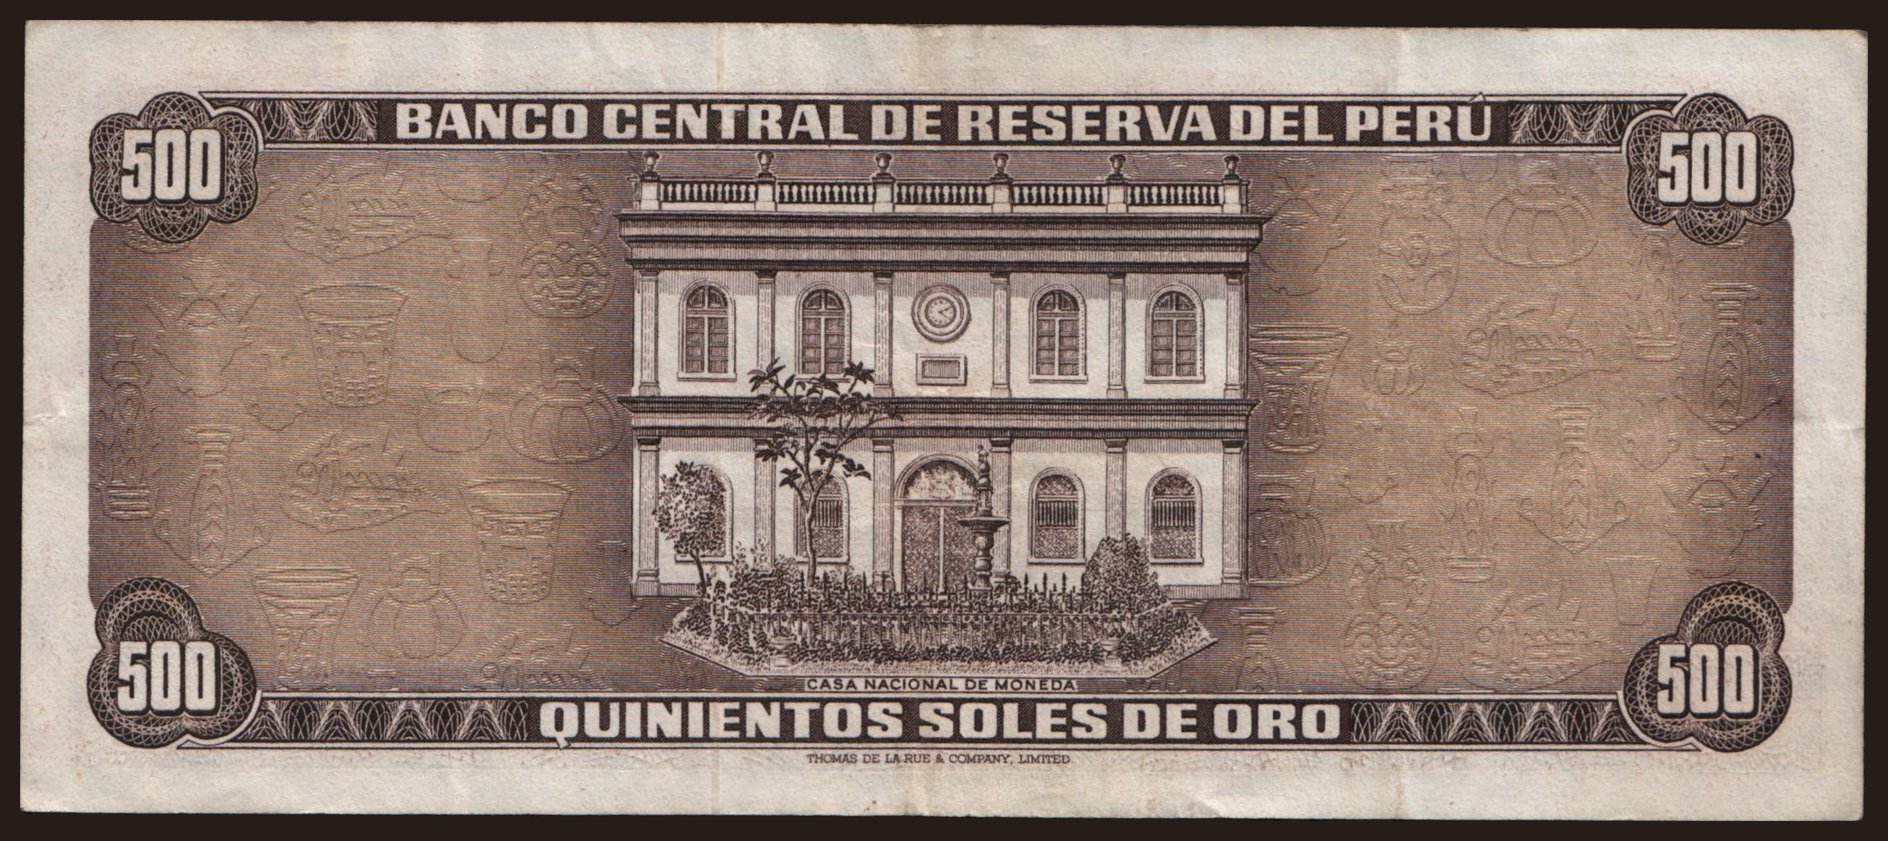 BANCO CENTRAL DE RESERVA DEL PERÚ
500
500
CASA NACIONAL DE MONEDA
500
500
QUINIENTOS SOLES DE ORO
THOMAS DE LA RUE & COMPANY, LIMITED